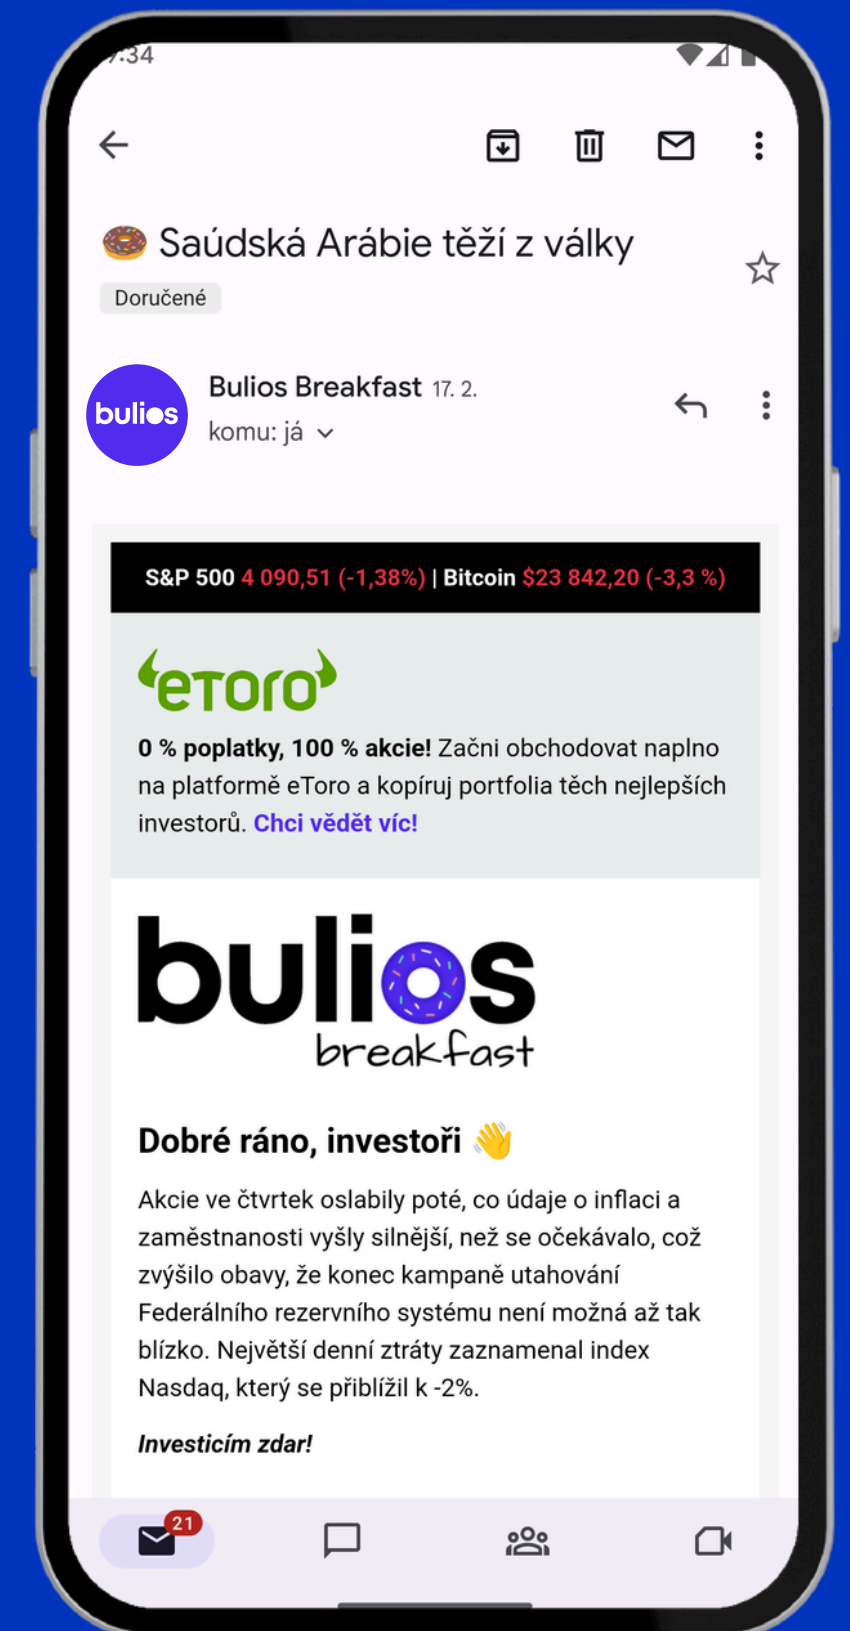 7:34
Saúdská Arábie těží z války
Doručené
bulios
Bulios Breakfast 17. 2.
komu: já
S&P 500 4 090,51 (-1,38%) | Bitcoin $23 842,20 (-3,3 %)
eToro
0 % poplatky, 100 % akcie! Začni obchodovat naplno
na platformě eToro a kopíruj portfolia těch nejlepších
investorů. Chci vědět víc!
bulios
breakfast
Dobré ráno, investoři 👋
Akcie ve čtvrtek oslabily poté, co údaje o inflaci a
zaměstnanosti vyšly silnější, než se očekávalo, což
zvýšilo obavy, že konec kampaně utahování
Federálního rezervního systému není možná až tak
blízko. Největší denní ztráty zaznamenal index
Nasdaq, který se přiblížil k -2%.
Investicím zdar!
21